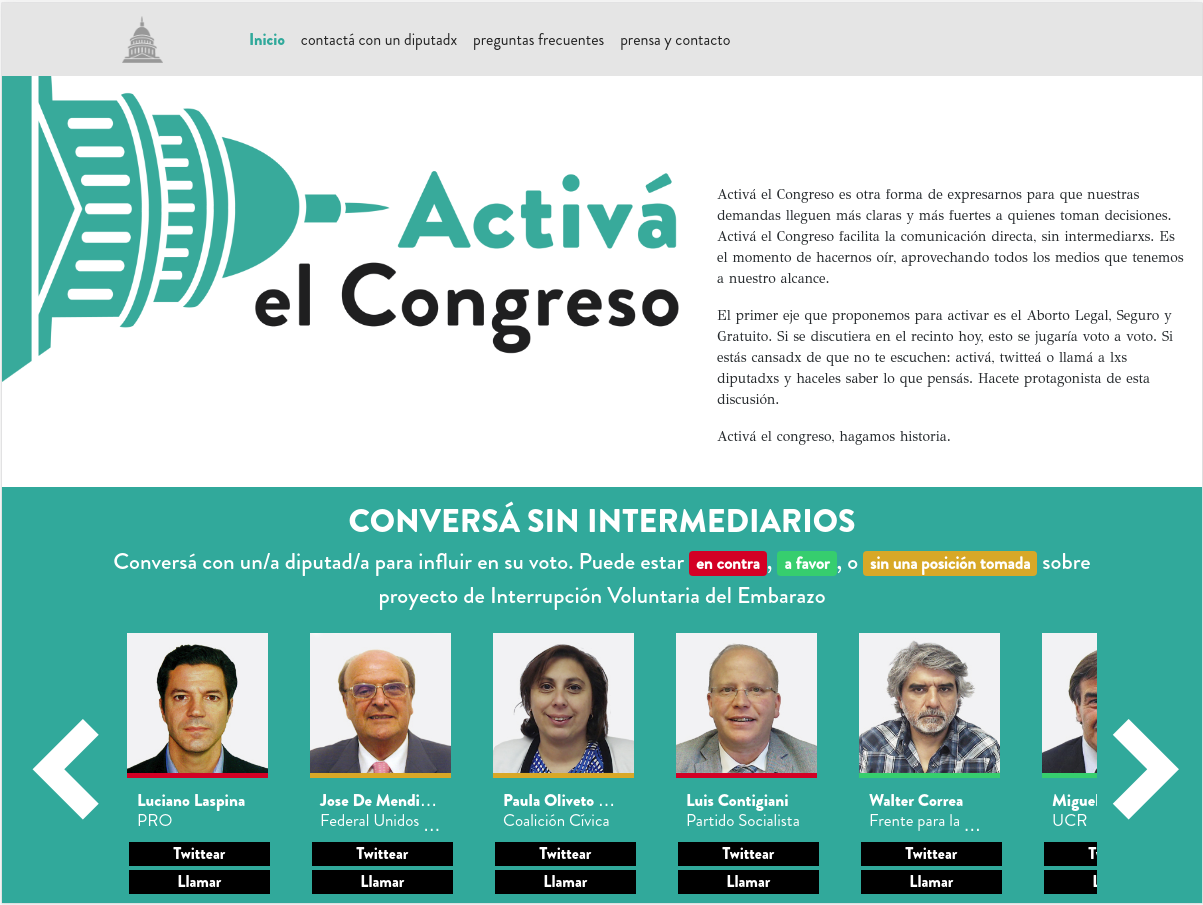 Inicio contactá con un diputadx preguntas frecuentes prensa y contacto
Activá
el Congreso
Activá el Congreso es otra forma de expresarnos para que nuestras
demandas lleguen más claras y más fuertes a quienes toman decisiones.
Activá el Congreso facilita la comunicación directa, sin intermediarxs. Es
el momento de hacernos oír, aprovechando todos los medios que tenemos
a nuestro alcance.
El primer eje que proponemos para activar es el Aborto Legal, Seguro y
Gratuito. Si se discutiera en el recinto hoy, esto se jugaría voto a voto. Si
estás cansadx de que no te escuchen: activá, twitteá o llamá a lxs
diputadxs y haceles saber lo que pensás. Hacete protagonista de esta
discusión.
Activá el congreso, hagamos historia.
CONVERSÁ SIN INTERMEDIARIOS
Conversá con un/a diputad/a para influir en su voto. Puede estar en contra, a favor, o sin una posición tomada sobre
proyecto de Interrupción Voluntaria del Embarazo
Luciano Laspina
PRO
Twittear
Llamar
Jose De Mendi...
Federal Unidos ...
Twittear
Llamar
Paula Oliveto ...
Coalición Cívica
Twittear
Llamar
Luis Contigiani
Partido Socialista
Twittear
Llamar
Walter Correa
Frente para la ...
Twittear
Llamar
Miguel
UCR